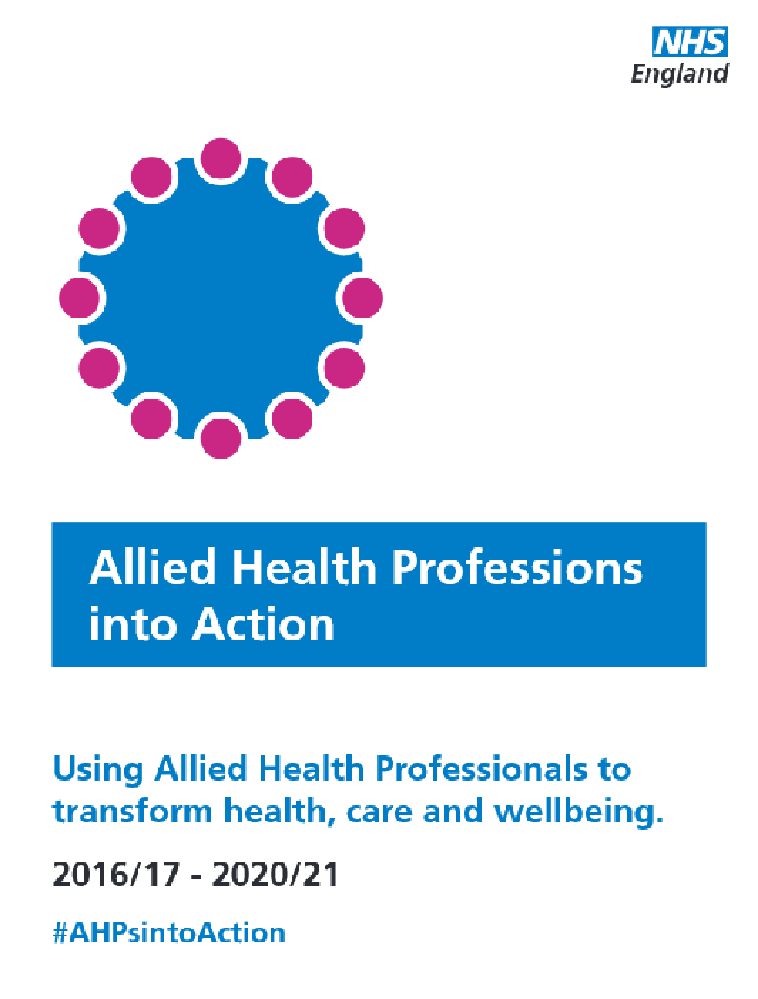 NHS
England
Allied Health Professions
into Action
Using Allied Health Professionals to
transform health, care and wellbeing.
2016/17 - 2020/21
#AHPsintoAction